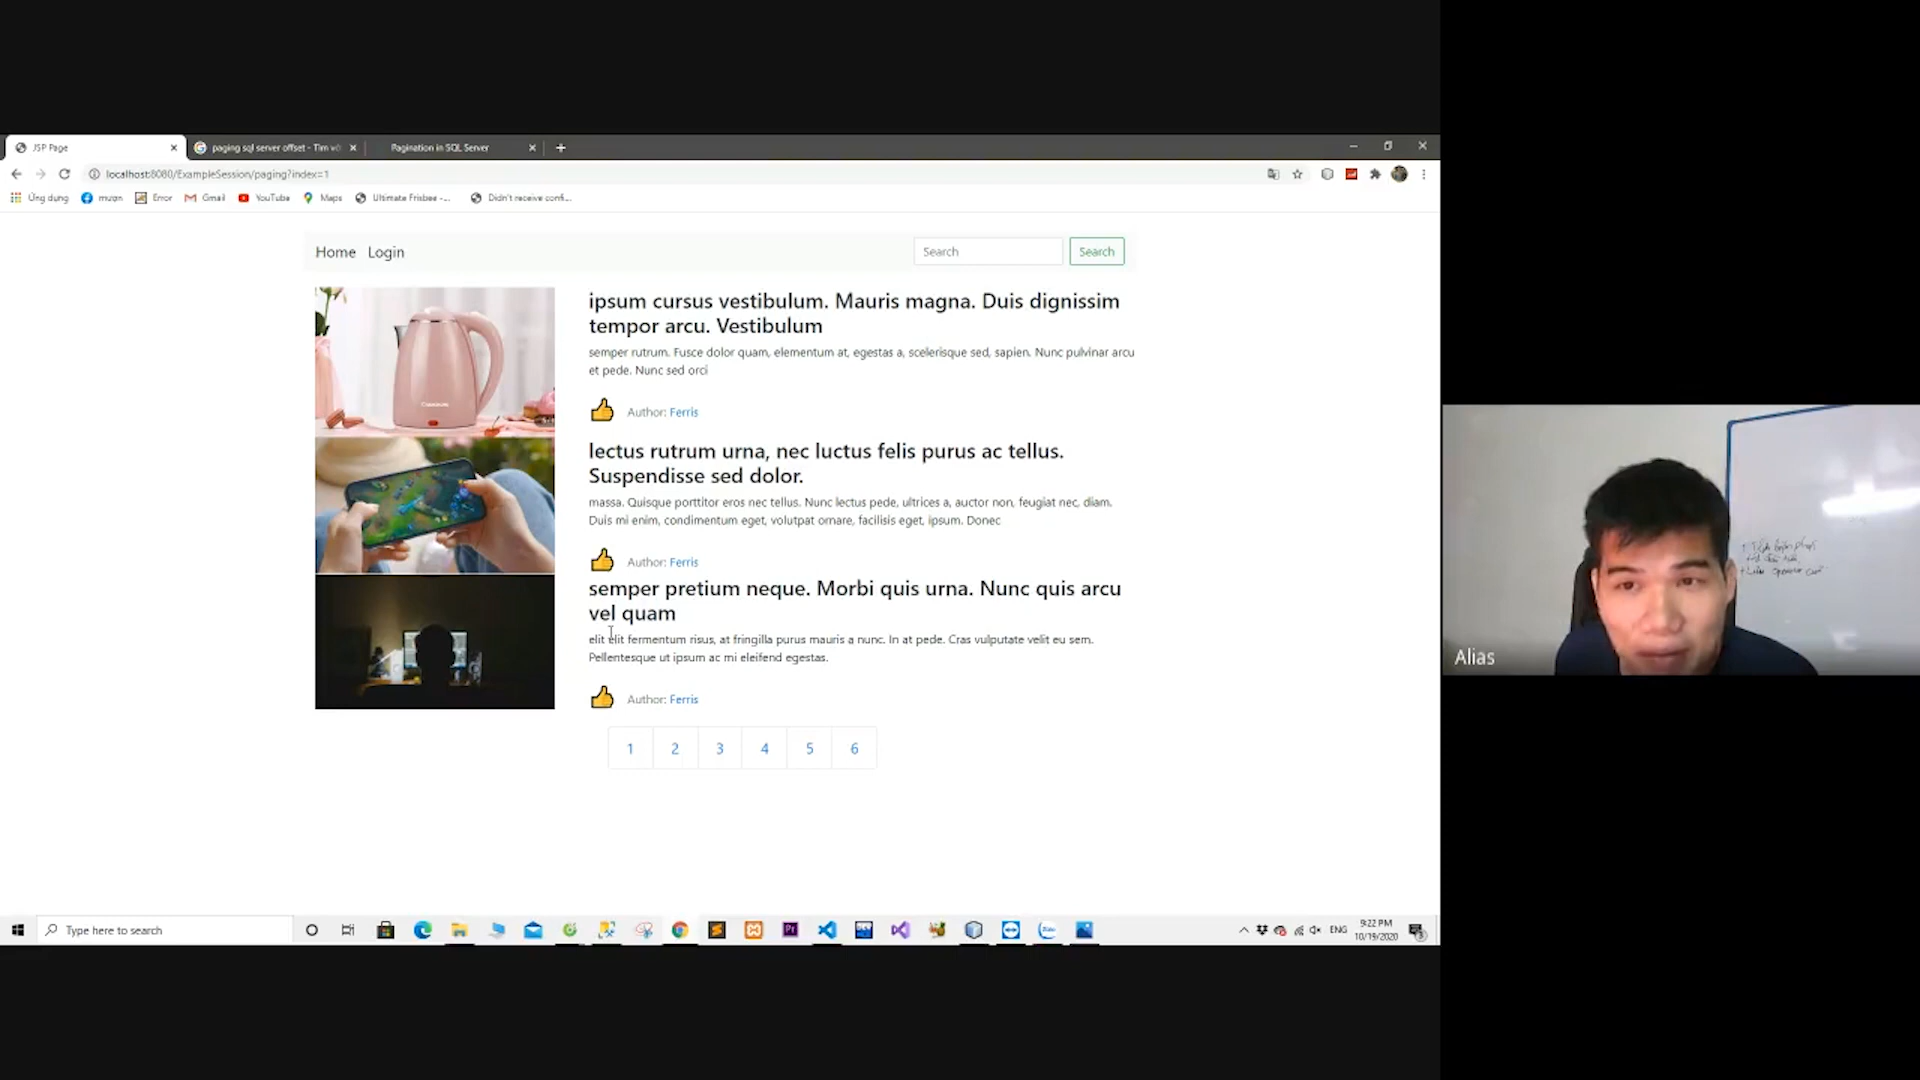 JSP Page
paging sql server offset - Tìm vớ
Pagination in SQL Server
localhost:8080/ExampleSession/paging?index=1
Ứng dụng
mượn
Error
Gmail
YouTube
Maps
Ultimate Frisbee -...
Didn't receive confi...
Home Login
Search
Search
ipsum cursus vestibulum. Mauris magna. Duis dignissim
tempor arcu. Vestibulum
semper rutrum. Fusce dolor quam, elementum at, egestas a, scelerisque sed, sapien. Nunc pulvinar arcu
et pede. Nunc sed orci
Author: Ferris
lectus rutrum urna, nec luctus felis purus ac tellus.
Suspendisse sed dolor.
massa. Quisque porttitor eros nec tellus. Nunc lectus pede, ultrices a, auctor non, feugiat nec, diam.
Duis mi enim, condimentum eget, volutpat ornare, facilisis eget, ipsum. Donec
Author: Ferris
semper pretium neque. Morbi quis urna. Nunc quis arcu
vel quam
elit elit fermentum risus, at fringilla purus mauris a nunc. In at pede. Cras vulputate velit eu sem.
Pellentesque ut ipsum ac mi eleifend egestas.
Author: Ferris
1 2 3 4 5 6
Alias
Type here to search
Pr
ENG
9:22 PM
10/19/2020